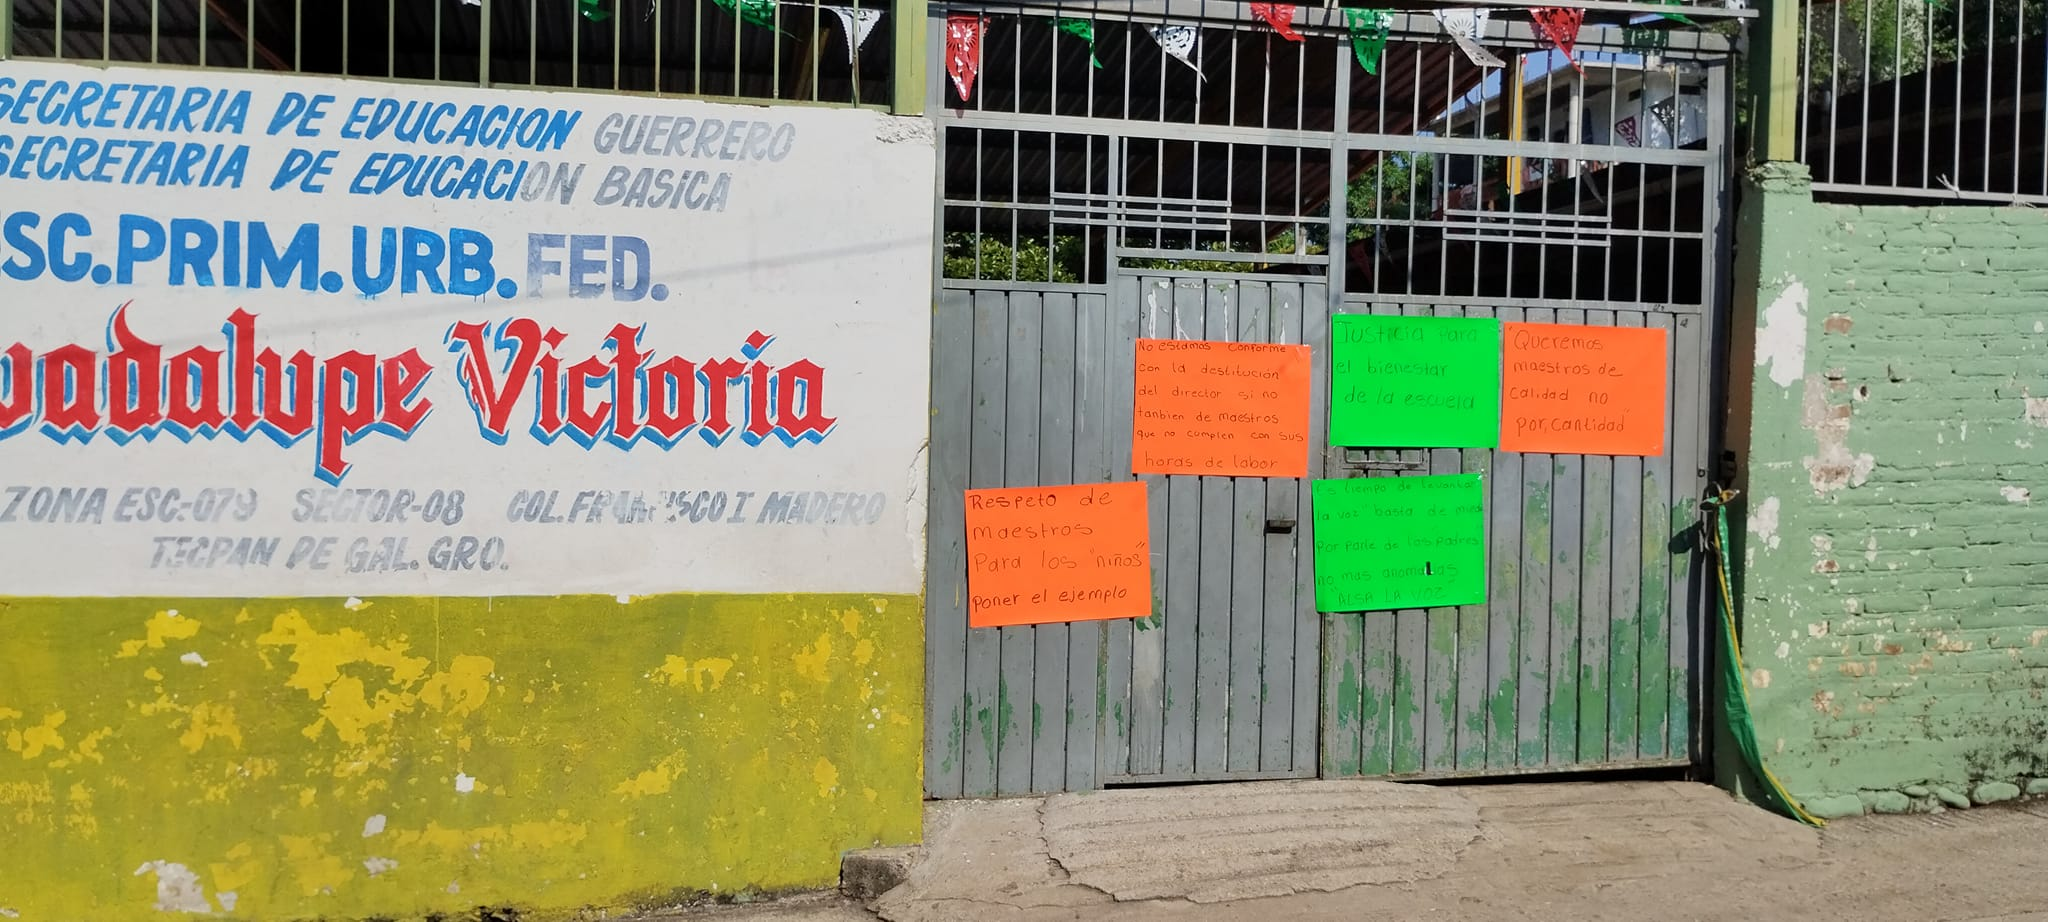 SECRETARIA DE EDUCACION GUERRERO
SECRETARIA DE EDUCACION BASICA
SC.PRIM.URB.FED.
uadalupe Victoria
ZONA ESC-079 SECTOR-08 COL.FRANCISCO I MADERO
TECPAN DE GAL. GRO.
No estamos conforme
con la destitución
del director si no
tanbien de maestros
que no cumplen con sus
horas de labor
Justicia para
el bienestar
de la escuela
"Queremos
maestros de
calidad no
por, cantidad"
Respeto de
maestros
Para los "niños"
poner el ejemplo
Es tiempo de levantar
la voz" basta de mied
por parte de los padres
no mas anomalias
"ALSA LA VOZ"